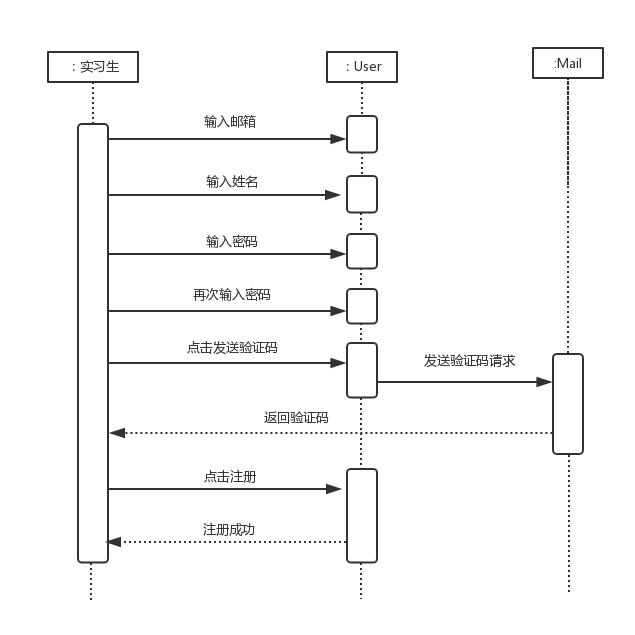 ：实习生
：User
:Mail
输入邮箱
输入姓名
输入密码
再次输入密码
点击发送验证码
发送验证码请求
返回验证码
点击注册
注册成功